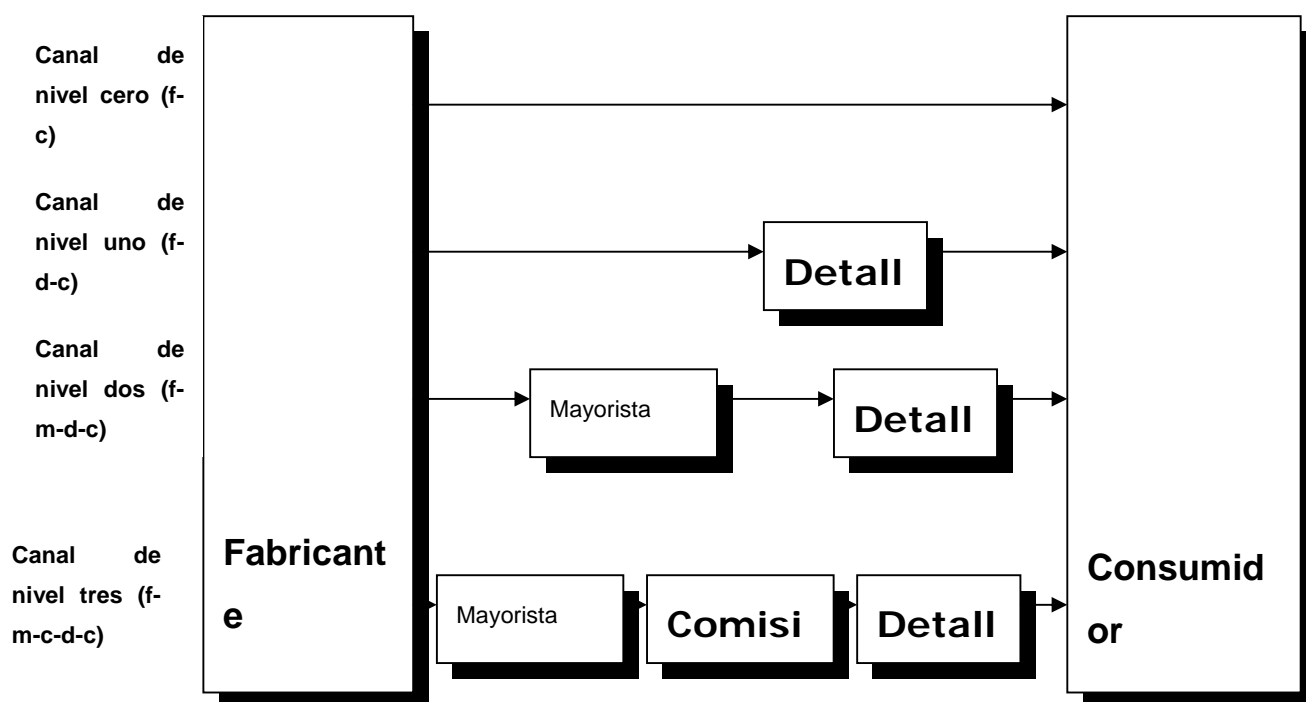 Canal de
nivel cero (f-
c)
Canal de
nivel uno (f-
d-c)
Detall
Canal de
nivel dos (f-
m-d-c)
Mayorista
Detall
Canal de
nivel tres (f-
m-c-d-c)
Fabricant
e
Mayorista
Comisi
Detall
Consumid
or